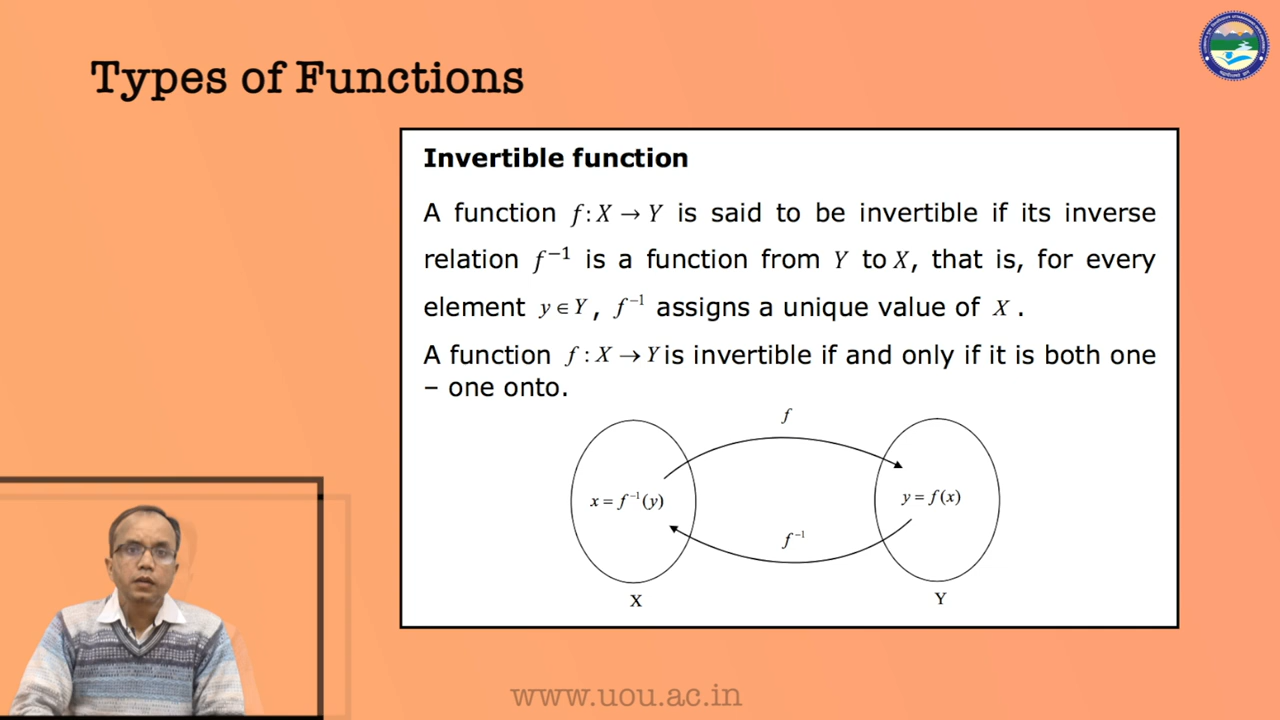 Types of Functions
Invertible function
A function f : X → Y is said to be invertible if its inverse
relation f⁻¹ is a function from Y to X, that is, for every
element y ∈ Y, f⁻¹ assigns a unique value of X .
A function f : X → Y is invertible if and only if it is both one
– one onto.
f
x = f⁻¹(y)
y = f(x)
f⁻¹
X
Y
www.uou.ac.in